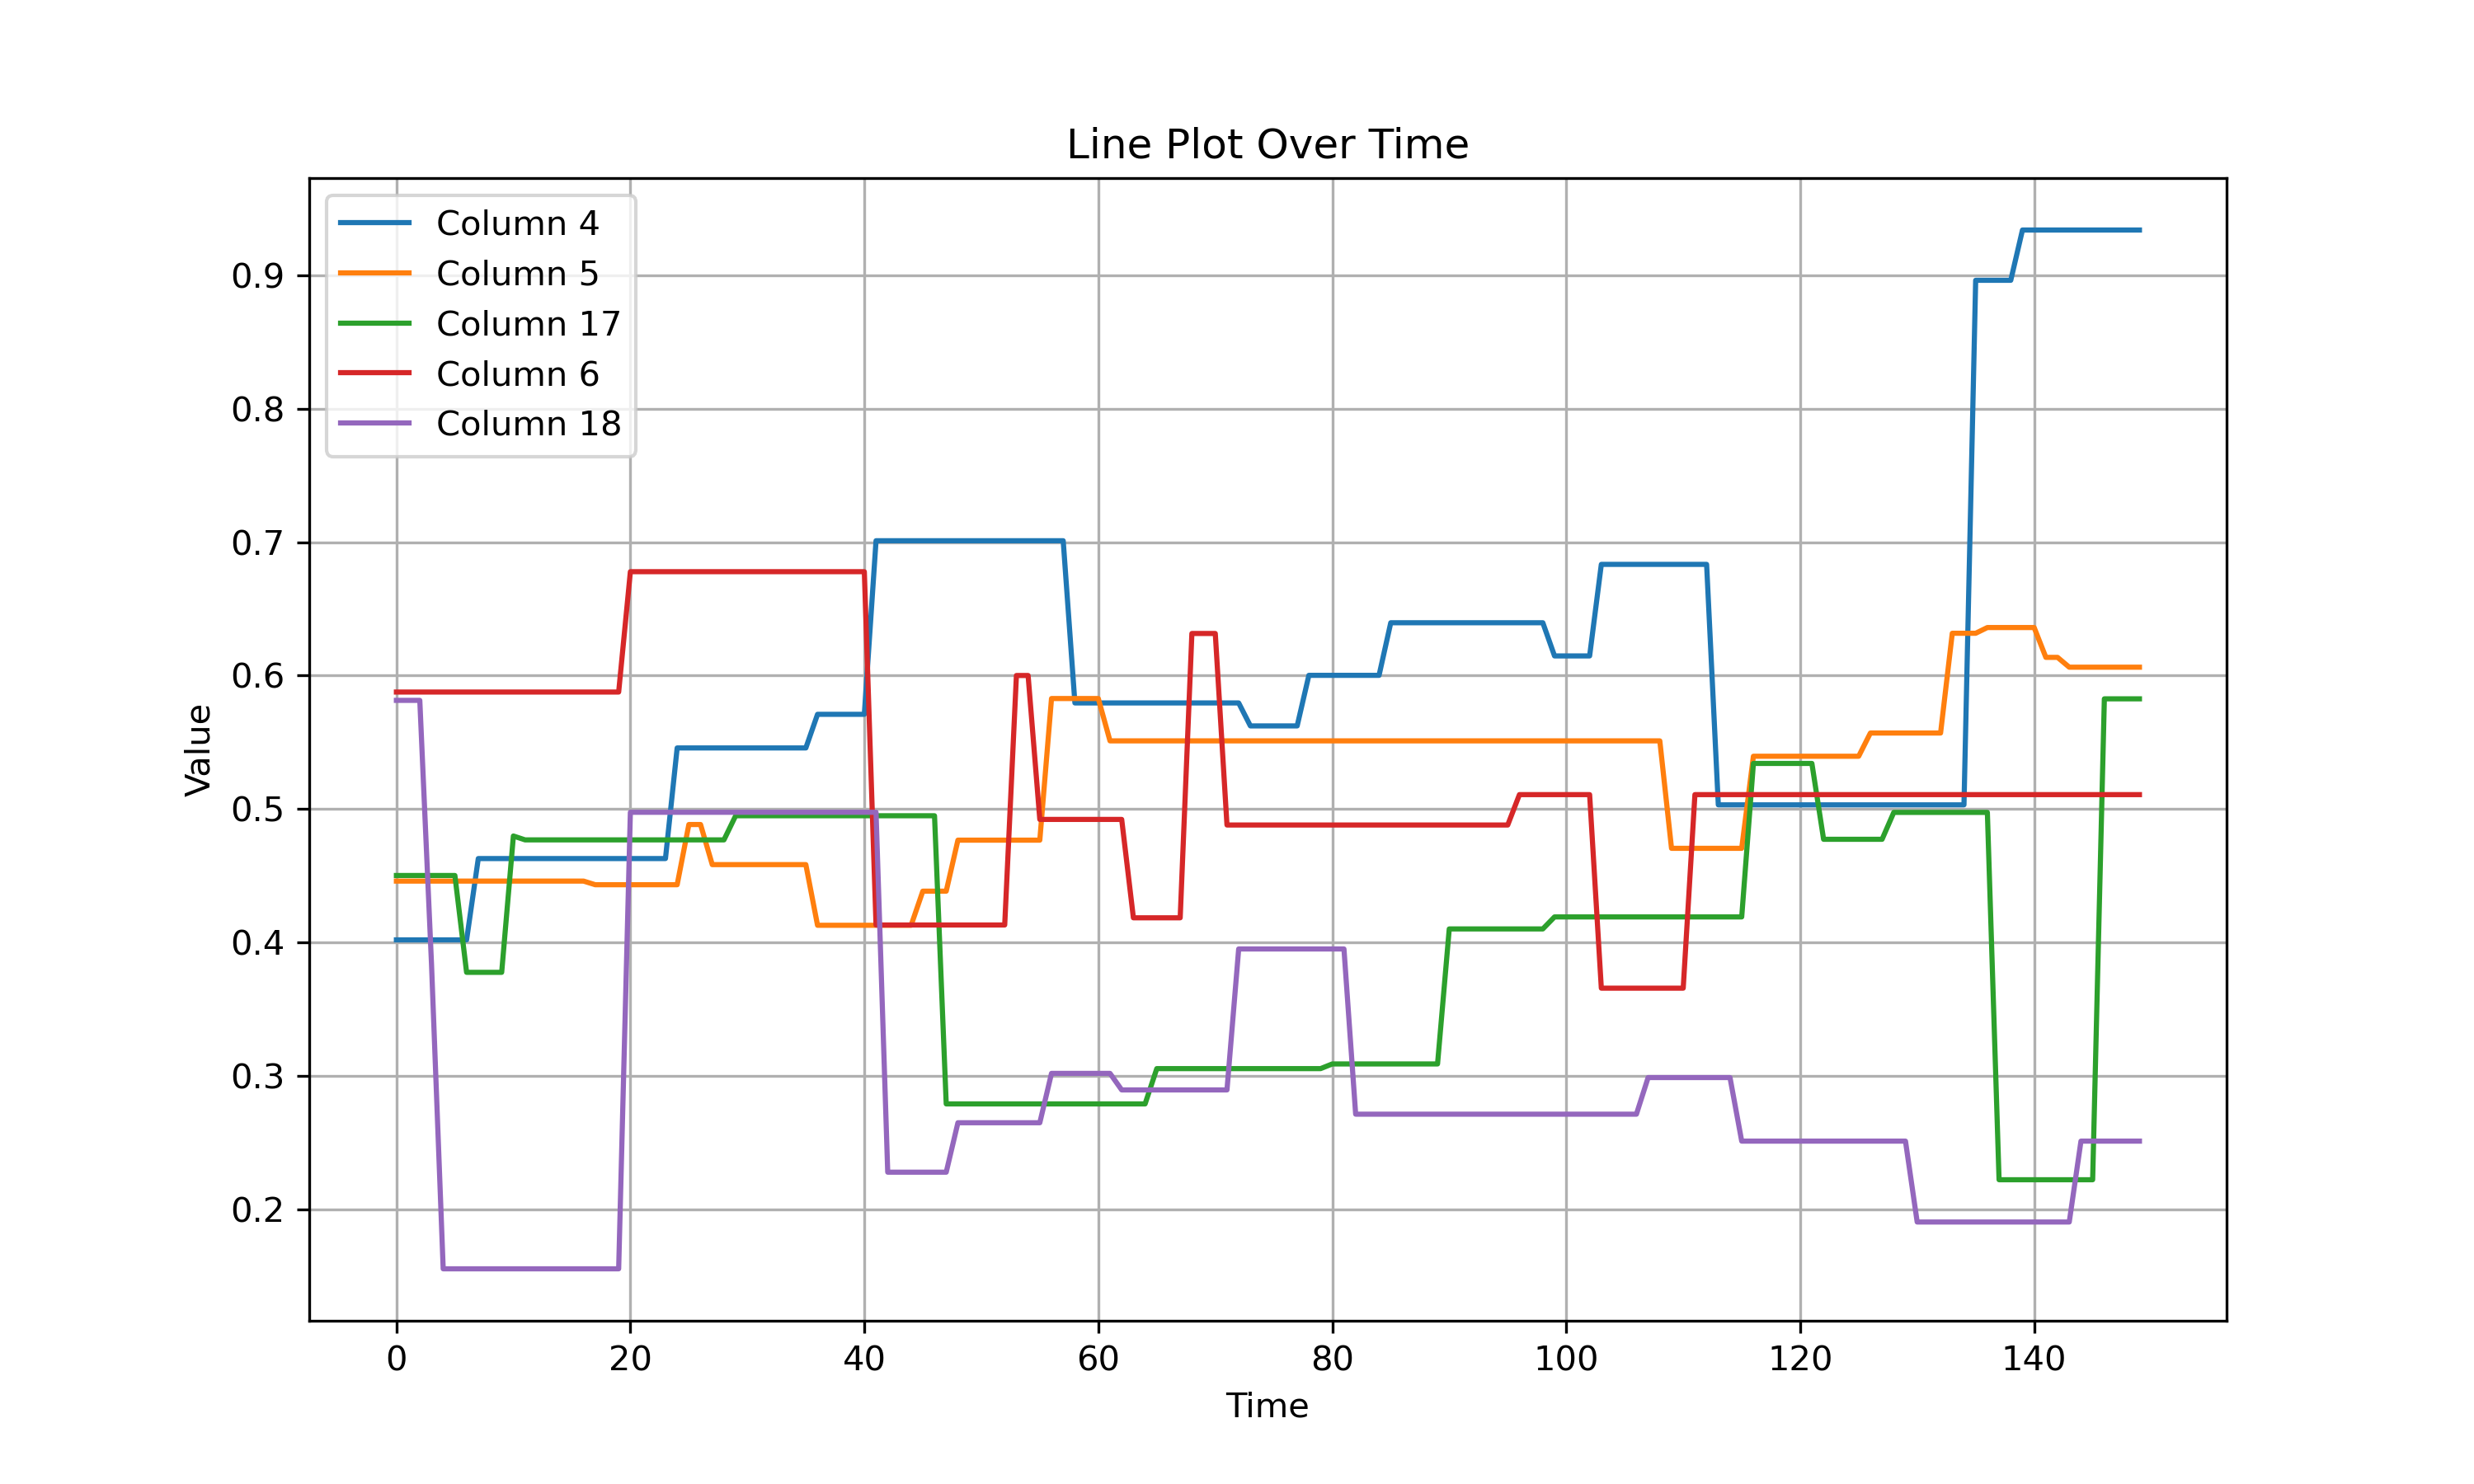 Line Plot Over Time
Column 4
Column 5
Column 17
Column 6
Column 18
Value
0.9
0.8
0.7
0.6
0.5
0.4
0.3
0.2
0 20 40 60 80 100 120 140
Time